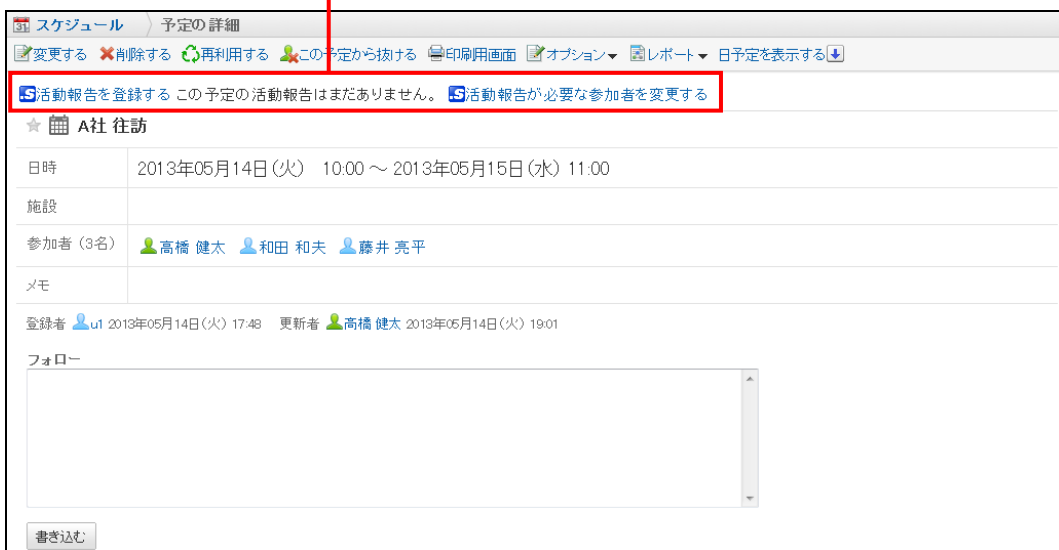 31 スケジュール 予定の詳細
変更する 削除する 再利用する この予定から抜ける 印刷用画面 オプション レポート 日予定を表示する
S活動報告を登録する この予定の活動報告はまだありません。 S活動報告が必要な参加者を変更する
A社 往訪
日時 2013年05月14日(火) 10:00 ～ 2013年05月15日(水) 11:00
施設
参加者 (3名) 高橋 健太 和田 和夫 藤井 亮平
メモ
登録者 u1 2013年05月14日(火) 17:48 更新者 高橋 健太 2013年05月14日(火) 19:01
フォロー
書き込む